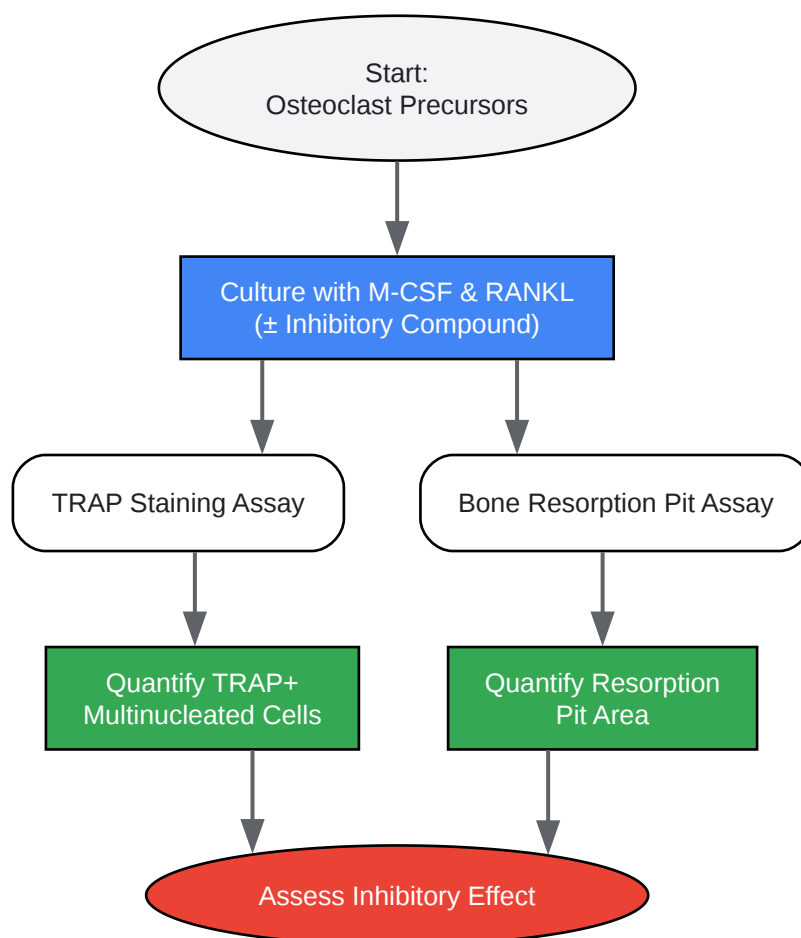 Start:
Osteoclast Precursors
Culture with M-CSF & RANKL
(± Inhibitory Compound)
TRAP Staining Assay
Bone Resorption Pit Assay
Quantify TRAP+
Multinucleated Cells
Quantify Resorption
Pit Area
Assess Inhibitory Effect